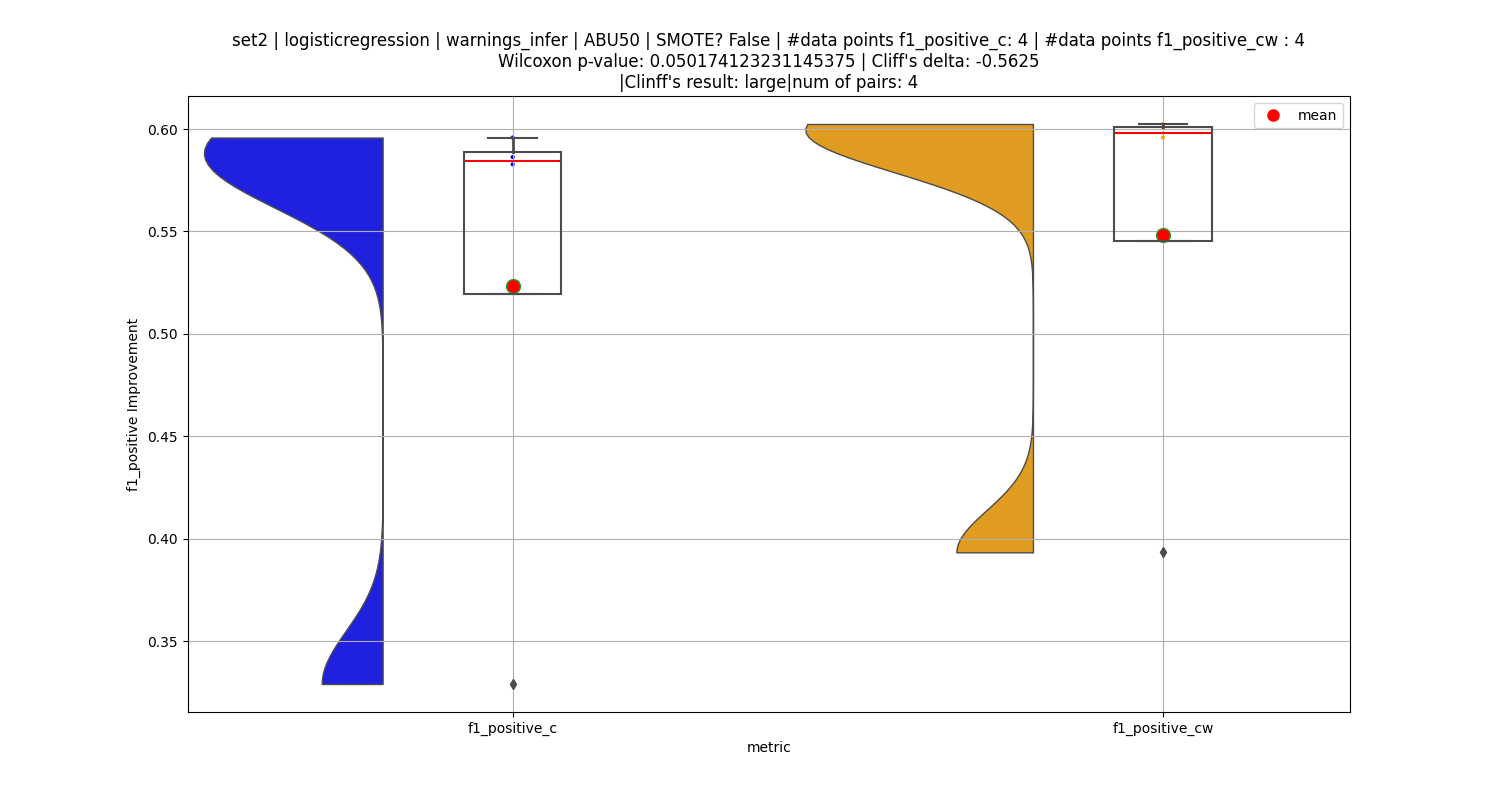 set2 | logisticregression | warnings_infer | ABU50 | SMOTE? False | #data points f1_positive_c: 4 | #data points f1_positive_cw : 4
Wilcoxon p-value: 0.050174123231145375 | Cliff's delta: -0.5625
|Clinff's result: large|num of pairs: 4
mean
0.60
0.55
0.50
0.45
0.40
0.35
f1_positive Improvement
f1_positive_c
f1_positive_cw
metric